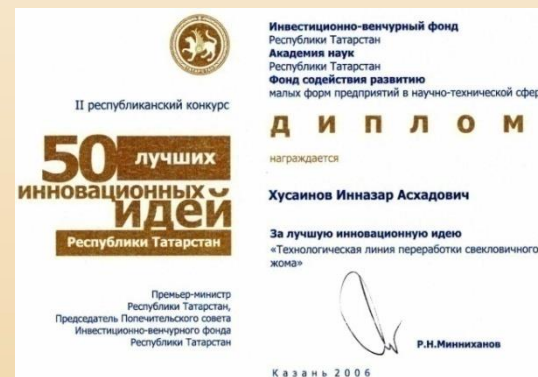 II республиканский конкурс
50 лучших
инновационных
идей
Республики Татарстан
Премьер-министр
Республики Татарстан,
Председатель Попечительского совета
Инвестиционно-венчурного фонда
Республики Татарстан
Инвестиционно-венчурный фонд
Республики Татарстан
Академия наук
Республики Татарстан
Фонд содействия развитию
малых форм предприятий в научно-технической сфер
ДИПЛОМ
награждается
Хусаинов Инназар Асхадович
За лучшую инновационную идею
«Технологическая линия переработки свекловичного
жома»
Р.Н.Минниханов
Казань 2006